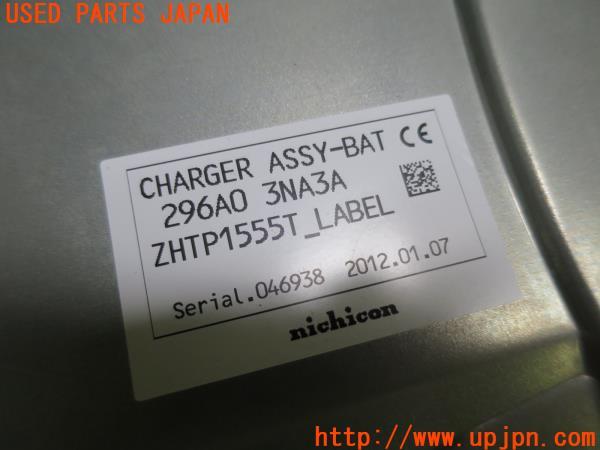 USED PARTS JAPAN
CHARGER ASSY-BAT CE
296A0 3NA3A
ZHTP1555T_LABEL
Serial.046938 2012.01.07
nichicon
http://www.upjpn.com/